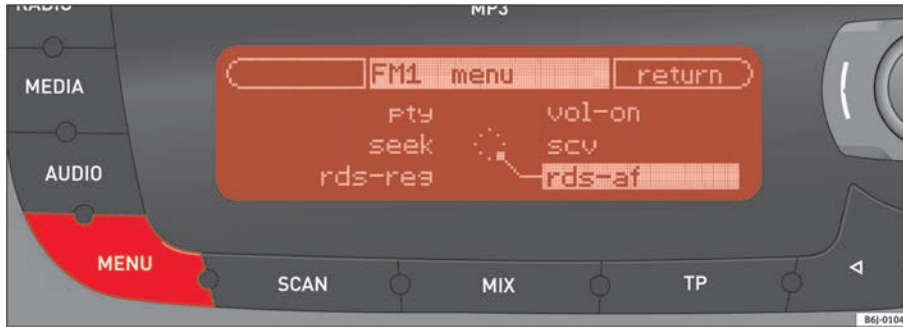 RADIO
MP3
MEDIA
FM1 menu return
pty vol-on
seek scv
rds-reg rds-af
AUDIO
MENU
SCAN
MIX
TP
B6J-0104